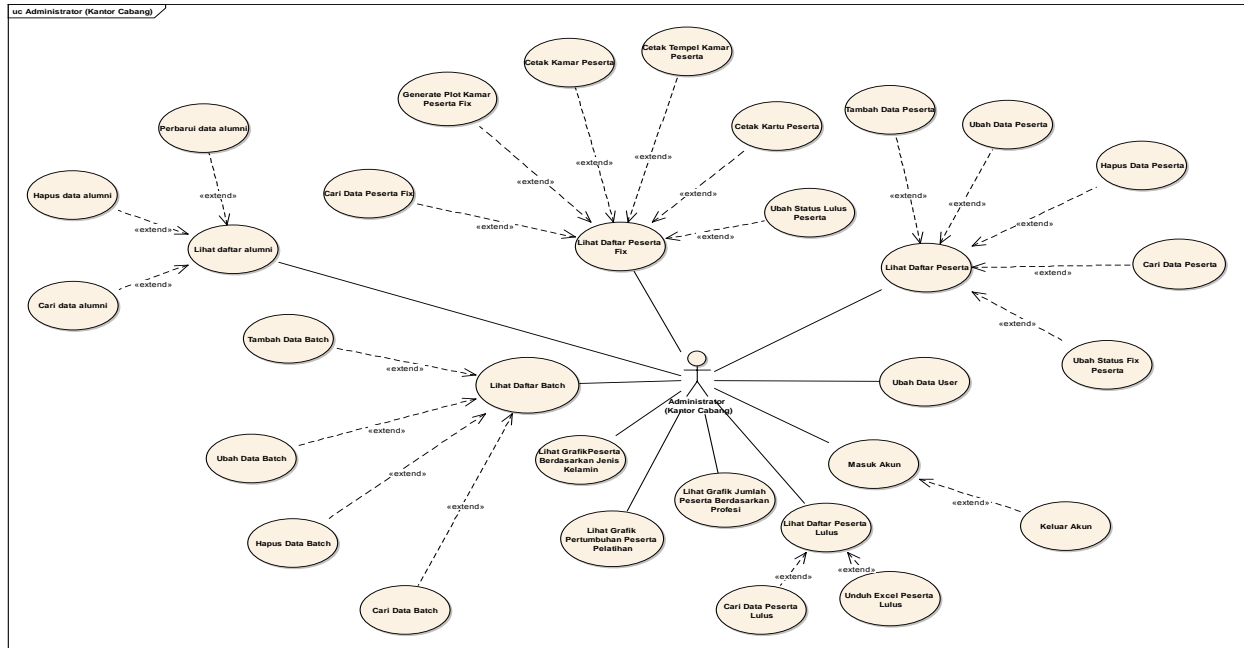 uc Administrator (Kantor Cabang)
Cetak Kamar Peserta
Cetak Tempel Kamar
Peserta
Generate Plot Kamar
Peserta Fix
Tambah Data Peserta
Ubah Data Peserta
Perbarui data alumni
Cetak Kartu Peserta
Hapus Data Peserta
Hapus data alumni
Cari Data Peserta Fix
Ubah Status Lulus
Peserta
«extend»
«extend»
«extend»
«extend»
«extend»
«extend»
«extend»
«extend»
«extend»
«extend»
«extend»
Lihat daftar alumni
Lihat Daftar Peserta
Fix
Lihat Daftar Peserta
«extend»
Cari Data Peserta
«extend»
Cari data alumni
«extend»
Tambah Data Batch
«extend»
Ubah Status Fix
Peserta
Lihat Daftar Batch
Administrator
(Kantor Cabang)
Ubah Data User
«extend»
Ubah Data Batch
Lihat GrafikPeserta
Berdasarkan Jenis
Kelamin
Masuk Akun
«extend»
Lihat Grafik Jumlah
Peserta Berdasarkan
Profesi
«extend»
«extend»
Hapus Data Batch
Lihat Grafik
Pertumbuhan Peserta
Pelatihan
Lihat Daftar Peserta
Lulus
Keluar Akun
«extend»
«extend»
Cari Data Batch
Cari Data Peserta
Lulus
Unduh Excel Peserta
Lulus